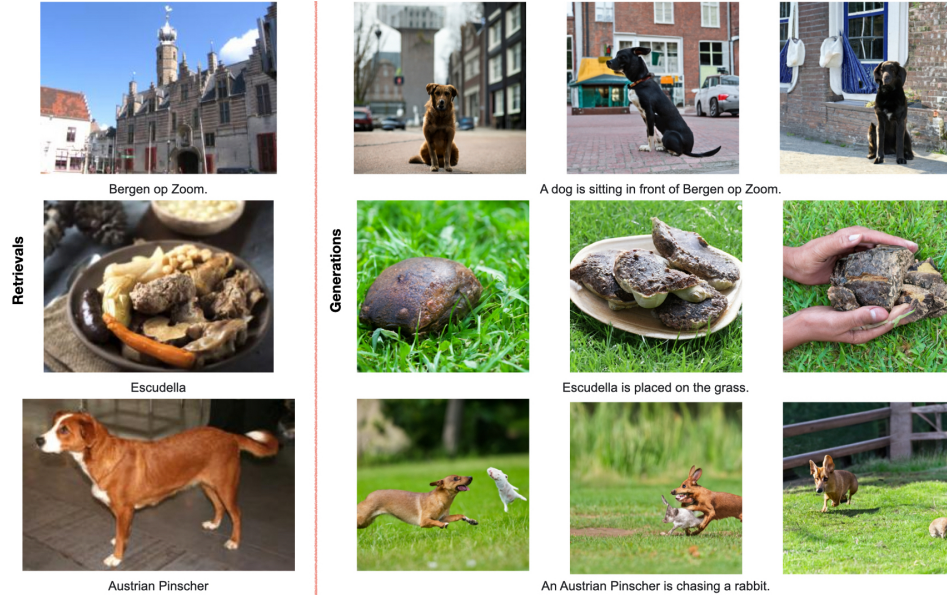 Retrievals
Generations
Bergen op Zoom.
A dog is sitting in front of Bergen op Zoom.
Escudella
Escudella is placed on the grass.
Austrian Pinscher
An Austrian Pinscher is chasing a rabbit.